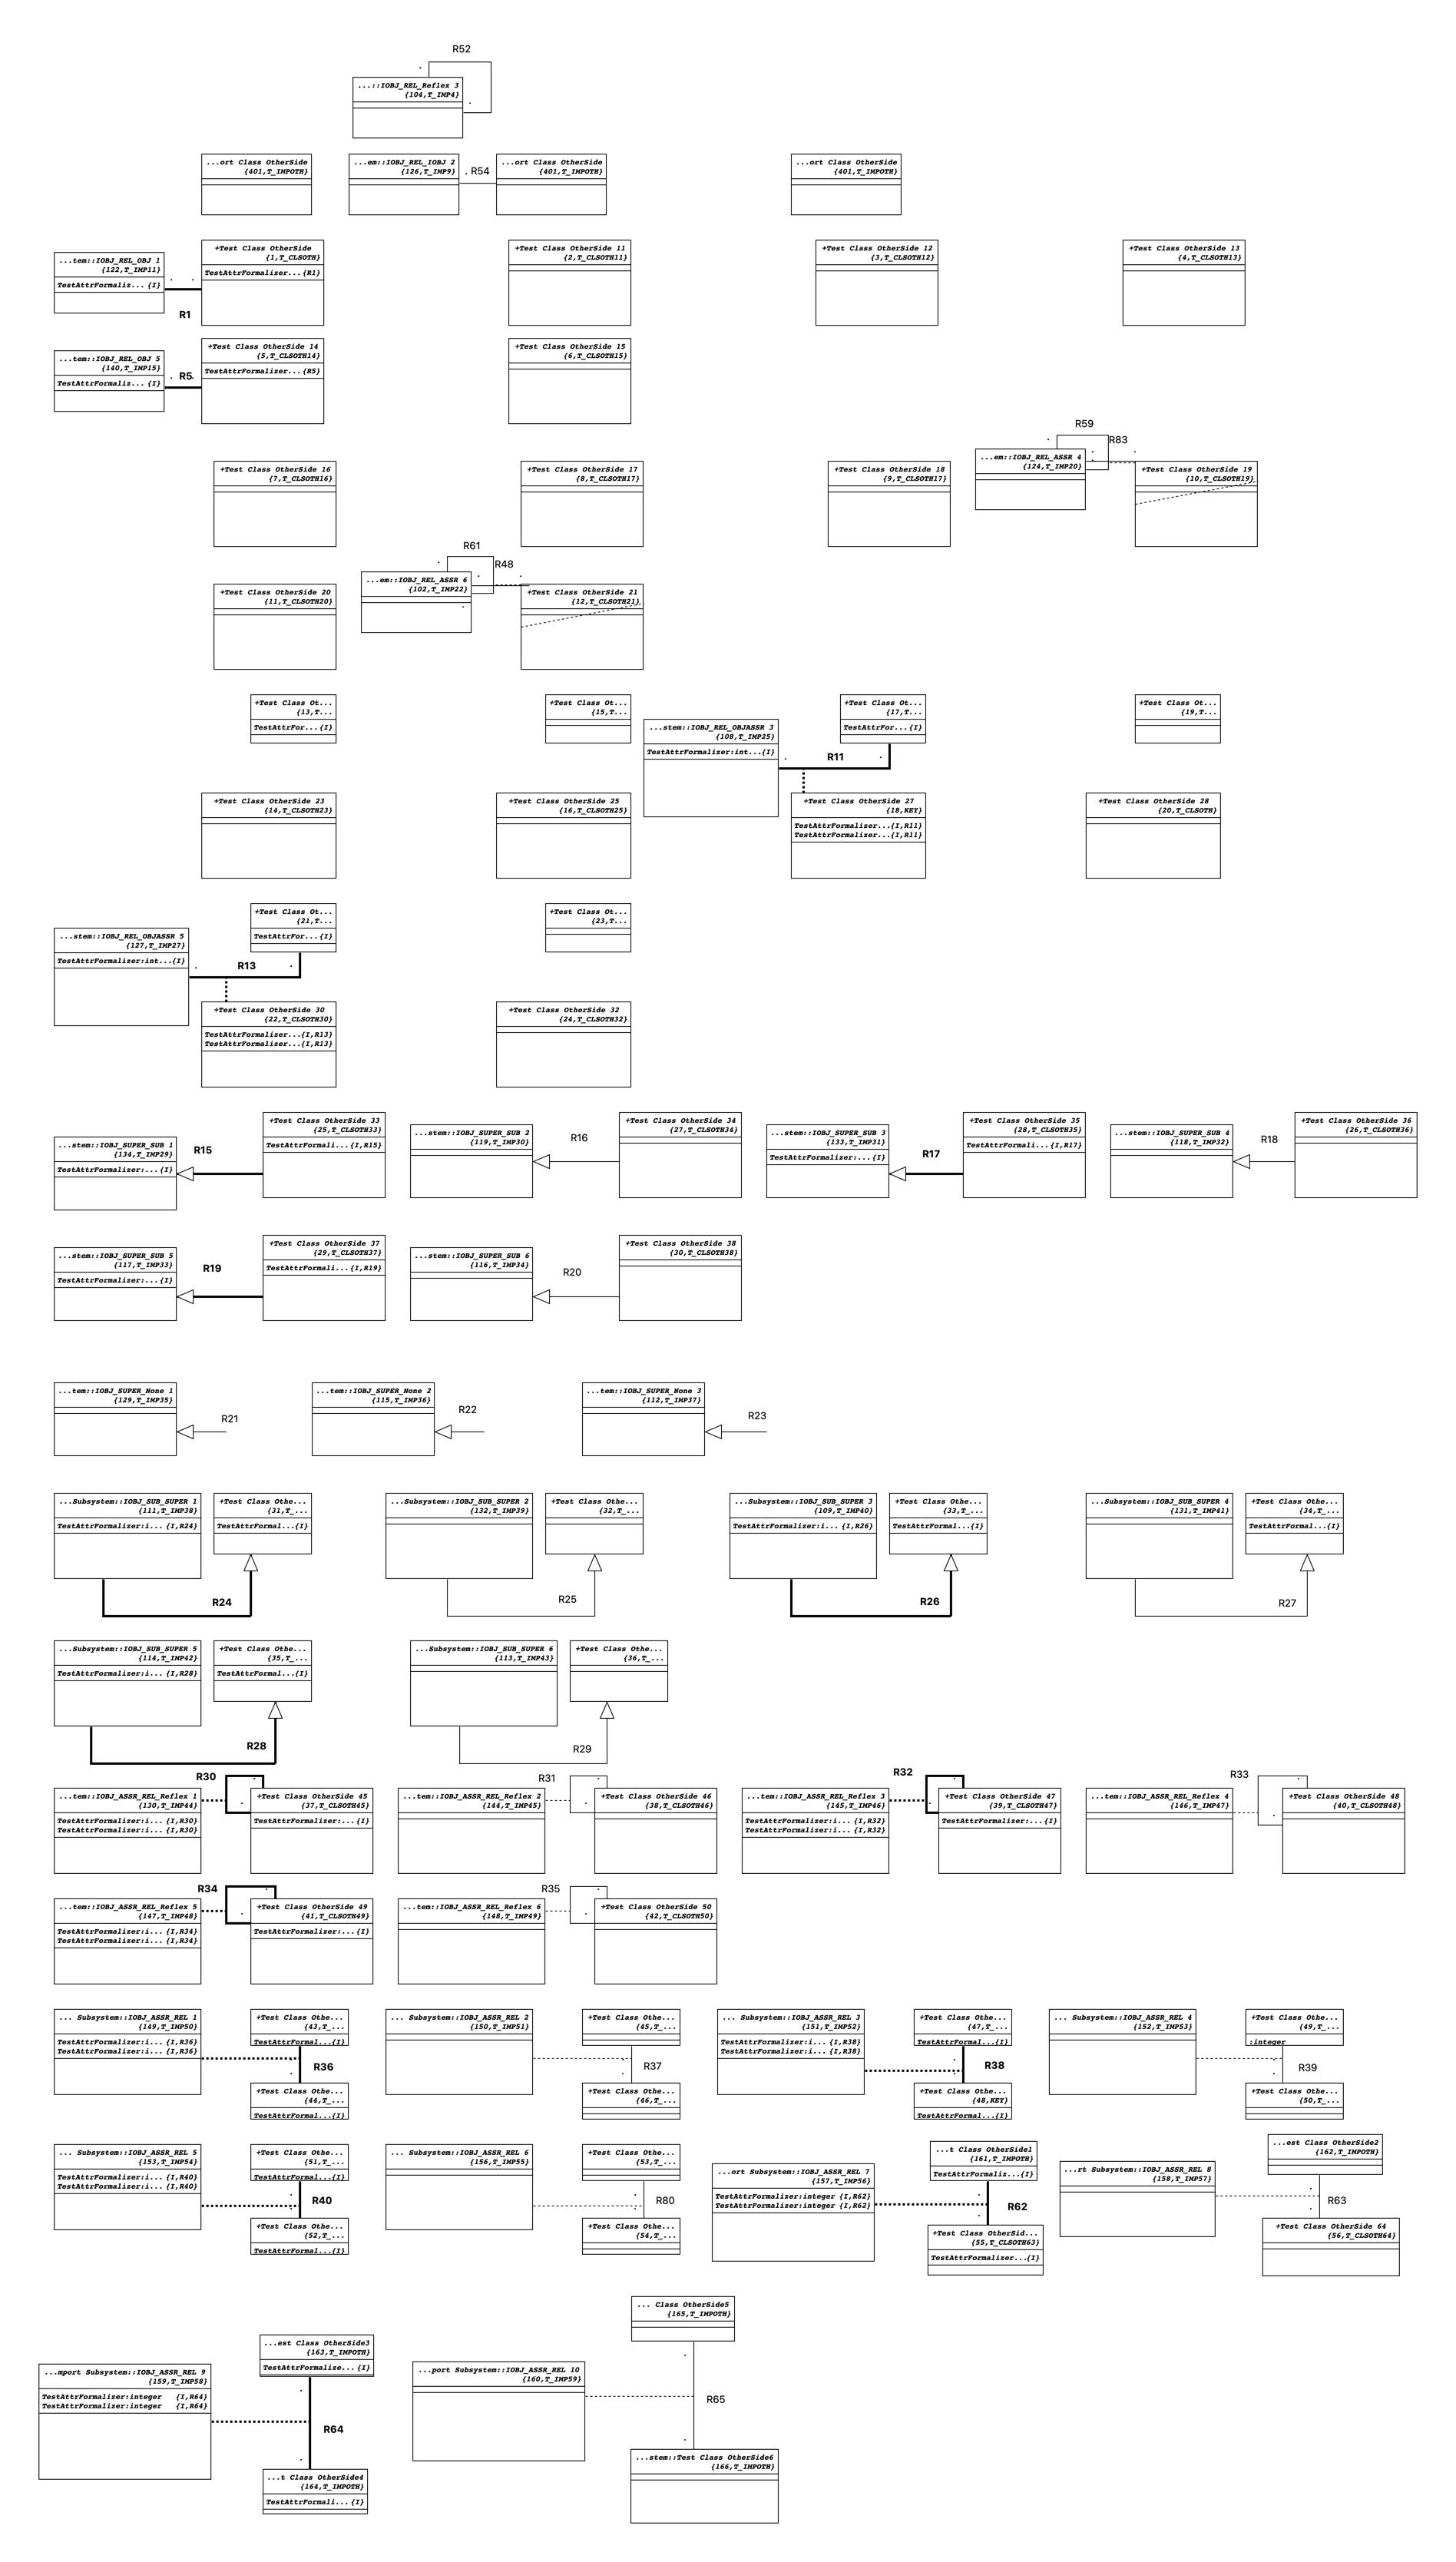 R52
...::IOBJ_REL_Reflex 3
{104,T_IMP4}
...ort Class OtherSide
{401,T_IMPOTH}
...em::IOBJ_REL_IOBJ 2
{126,T_IMP9}
R54
...ort Class OtherSide
{401,T_IMPOTH}
...ort Class OtherSide
{401,T_IMPOTH}
...tem::IOBJ_REL_OBJ 1
{122,T_IMP11}
TestAttrFormaliz... {I}
R1
+Test Class OtherSide
{1,T_CLSOTH}
TestAttrFormalizer... {R1}
+Test Class OtherSide 11
{2,T_CLSOTH11}
+Test Class OtherSide 12
{3,T_CLSOTH12}
+Test Class OtherSide 13
{4,T_CLSOTH13}
...tem::IOBJ_REL_OBJ 5
{140,T_IMP15}
TestAttrFormaliz... {I}
R5
+Test Class OtherSide 14
{5,T_CLSOTH14}
TestAttrFormalizer... {R5}
+Test Class OtherSide 15
{6,T_CLSOTH15}
+Test Class OtherSide 16
{7,T_CLSOTH16}
+Test Class OtherSide 17
{8,T_CLSOTH17}
+Test Class OtherSide 18
{9,T_CLSOTH17}
R59
R83
...em::IOBJ_REL_ASSR 4
{124,T_IMP20}
+Test Class OtherSide 19
{10,T_CLSOTH19}
+Test Class OtherSide 20
{11,T_CLSOTH20}
R61
R48
...em::IOBJ_REL_ASSR 6
{102,T_IMP22}
+Test Class OtherSide 21
{12,T_CLSOTH21}
+Test Class Ot...
{13,T...
TestAttrFor... {I}
+Test Class Ot...
{15,T...
...stem::IOBJ_REL_OBJASSR 3
{108,T_IMP25}
TestAttrFormalizer:int...{I}
R11
+Test Class Ot...
{17,T...
TestAttrFor... {I}
+Test Class Ot...
{19,T...
+Test Class OtherSide 23
{14,T_CLSOTH23}
+Test Class OtherSide 25
{16,T_CLSOTH25}
+Test Class OtherSide 27
{18,KEY}
TestAttrFormalizer...{I,R11}
TestAttrFormalizer...{I,R11}
+Test Class OtherSide 28
{20,T_CLSOTH}
...stem::IOBJ_REL_OBJASSR 5
{127,T_IMP27}
TestAttrFormalizer:int...{I}
R13
+Test Class Ot...
{21,T...
TestAttrFor... {I}
+Test Class Ot...
{23,T...
+Test Class OtherSide 30
{22,T_CLSOTH30}
TestAttrFormalizer...{I,R13}
TestAttrFormalizer...{I,R13}
+Test Class OtherSide 32
{24,T_CLSOTH32}
...stem::IOBJ_SUPER_SUB 1
{134,T_IMP29}
TestAttrFormalizer:...{I}
R15
+Test Class OtherSide 33
{25,T_CLSOTH33}
TestAttrFormali... {I,R15}
...stem::IOBJ_SUPER_SUB 2
{119,T_IMP30}
R16
+Test Class OtherSide 34
{27,T_CLSOTH34}
...stem::IOBJ_SUPER_SUB 3
{133,T_IMP31}
TestAttrFormalizer:...{I}
R17
+Test Class OtherSide 35
{28,T_CLSOTH35}
TestAttrFormali... {I,R17}
...stem::IOBJ_SUPER_SUB 4
{118,T_IMP32}
R18
+Test Class OtherSide 36
{26,T_CLSOTH36}
...stem::IOBJ_SUPER_SUB 5
{117,T_IMP33}
TestAttrFormalizer:...{I}
R19
+Test Class OtherSide 37
{29,T_CLSOTH37}
TestAttrFormali... {I,R19}
...stem::IOBJ_SUPER_SUB 6
{116,T_IMP34}
R20
+Test Class OtherSide 38
{30,T_CLSOTH38}
...tem::IOBJ_SUPER_None 1
{129,T_IMP35}
R21
...tem::IOBJ_SUPER_None 2
{115,T_IMP36}
R22
...tem::IOBJ_SUPER_None 3
{112,T_IMP37}
R23
...Subsystem::IOBJ_SUB_SUPER 1
{111,T_IMP38}
TestAttrFormalizer:i... {I,R24}
+Test Class Othe...
{31,T_...
TestAttrFormal...{I}
R24
...Subsystem::IOBJ_SUB_SUPER 2
{132,T_IMP39}
+Test Class Othe...
{32,T_...
R25
...Subsystem::IOBJ_SUB_SUPER 3
{109,T_IMP40}
TestAttrFormalizer:i... {I,R26}
+Test Class Othe...
{33,T_...
TestAttrFormal...{I}
R26
...Subsystem::IOBJ_SUB_SUPER 4
{131,T_IMP41}
+Test Class Othe...
{34,T_...
TestAttrFormal...{I}
R27
...Subsystem::IOBJ_SUB_SUPER 5
{114,T_IMP42}
TestAttrFormalizer:i... {I,R28}
+Test Class Othe...
{35,T_...
TestAttrFormal...{I}
R28
...Subsystem::IOBJ_SUB_SUPER 6
{113,T_IMP43}
+Test Class Othe...
{36,T_...
R29
...tem::IOBJ_ASSR_REL_Reflex 1
{130,T_IMP44}
TestAttrFormalizer:i... {I,R30}
TestAttrFormalizer:i... {I,R30}
R30
+Test Class OtherSide 45
{37,T_CLSOTH45}
TestAttrFormalizer:...{I}
...tem::IOBJ_ASSR_REL_Reflex 2
{144,T_IMP45}
R31
+Test Class OtherSide 46
{38,T_CLSOTH46}
...tem::IOBJ_ASSR_REL_Reflex 3
{145,T_IMP46}
TestAttrFormalizer:i... {I,R32}
TestAttrFormalizer:i... {I,R32}
R32
+Test Class OtherSide 47
{39,T_CLSOTH47}
TestAttrFormalizer:...{I}
...tem::IOBJ_ASSR_REL_Reflex 4
{146,T_IMP47}
R33
+Test Class OtherSide 48
{40,T_CLSOTH48}
...tem::IOBJ_ASSR_REL_Reflex 5
{147,T_IMP48}
TestAttrFormalizer:i... {I,R34}
TestAttrFormalizer:i... {I,R34}
R34
+Test Class OtherSide 49
{41,T_CLSOTH49}
TestAttrFormalizer:...{I}
...tem::IOBJ_ASSR_REL_Reflex 6
{148,T_IMP49}
R35
+Test Class OtherSide 50
{42,T_CLSOTH50}
... Subsystem::IOBJ_ASSR_REL 1
{149,T_IMP50}
TestAttrFormalizer:i... {I,R36}
TestAttrFormalizer:i... {I,R36}
+Test Class Othe...
{43,T_...
TestAttrFormal...{I}
R36
+Test Class Othe...
{44,T_...
TestAttrFormal...{I}
... Subsystem::IOBJ_ASSR_REL 2
{150,T_IMP51}
+Test Class Othe...
{45,T_...
R37
+Test Class Othe...
{46,T_...
... Subsystem::IOBJ_ASSR_REL 3
{151,T_IMP52}
TestAttrFormalizer:i... {I,R38}
TestAttrFormalizer:i... {I,R38}
+Test Class Othe...
{47,T_...
TestAttrFormal...{I}
R38
+Test Class Othe...
{48,KEY}
TestAttrFormal...{I}
... Subsystem::IOBJ_ASSR_REL 4
{152,T_IMP53}
+Test Class Othe...
{49,T_...
:integer
R39
+Test Class Othe...
{50,T_...
... Subsystem::IOBJ_ASSR_REL 5
{153,T_IMP54}
TestAttrFormalizer:i... {I,R40}
TestAttrFormalizer:i... {I,R40}
+Test Class Othe...
{51,T_...
TestAttrFormal...{I}
R40
+Test Class Othe...
{52,T_...
TestAttrFormal...{I}
... Subsystem::IOBJ_ASSR_REL 6
{156,T_IMP55}
+Test Class Othe...
{53,T_...
R80
+Test Class Othe...
{54,T_...
...ort Subsystem::IOBJ_ASSR_REL 7
{157,T_IMP56}
TestAttrFormalizer:integer {I,R62}
TestAttrFormalizer:integer {I,R62}
...t Class OtherSide1
{161,T_IMPOTH}
TestAttrFormaliz...{I}
R62
+Test Class OtherSid...
{55,T_CLSOTH63}
TestAttrFormalizer...{I}
...rt Subsystem::IOBJ_ASSR_REL 8
{158,T_IMP57}
...est Class OtherSide2
{162,T_IMPOTH}
R63
+Test Class OtherSide 64
{56,T_CLSOTH64}
...mport Subsystem::IOBJ_ASSR_REL 9
{159,T_IMP58}
TestAttrFormalizer:integer {I,R64}
TestAttrFormalizer:integer {I,R64}
...est Class OtherSide3
{163,T_IMPOTH}
TestAttrFormalize... {I}
R64
...t Class OtherSide4
{164,T_IMPOTH}
TestAttrFormali... {I}
...port Subsystem::IOBJ_ASSR_REL 10
{160,T_IMP59}
... Class OtherSide5
{165,T_IMPOTH}
R65
...stem::Test Class OtherSide6
{166,T_IMPOTH}